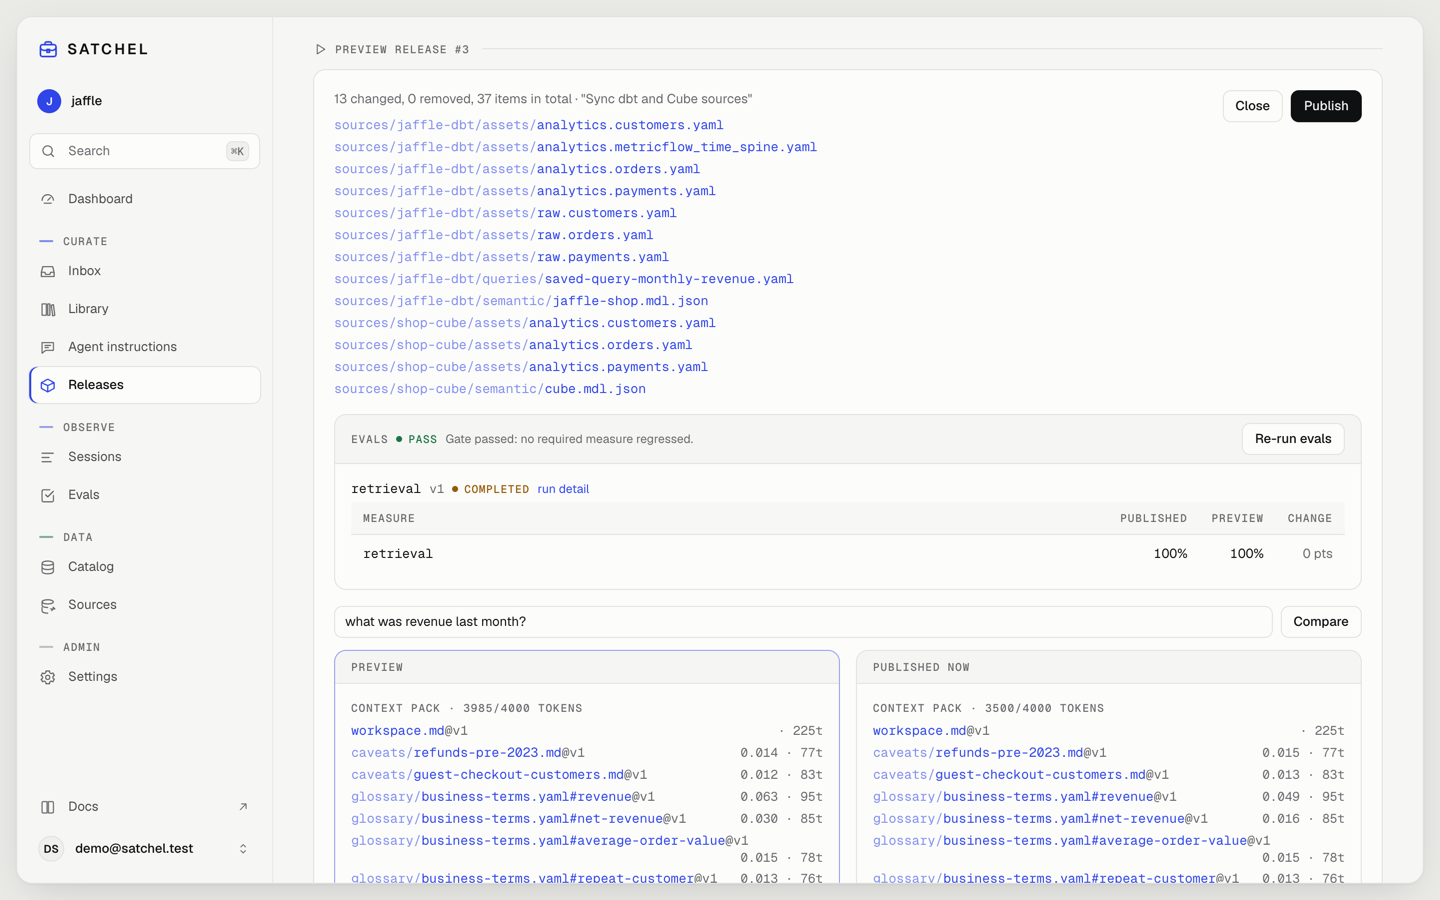 SATCHEL
J jaffle
Search ⌘K
Dashboard
CURATE
Inbox
Library
Agent instructions
Releases
OBSERVE
Sessions
Evals
DATA
Catalog
Sources
ADMIN
Settings
Docs
DS demo@satchel.test
PREVIEW RELEASE #3
13 changed, 0 removed, 37 items in total · "Sync dbt and Cube sources"
Close
Publish
sources/jaffle-dbt/assets/analytics.customers.yaml
sources/jaffle-dbt/assets/analytics.metricflow_time_spine.yaml
sources/jaffle-dbt/assets/analytics.orders.yaml
sources/jaffle-dbt/assets/analytics.payments.yaml
sources/jaffle-dbt/assets/raw.customers.yaml
sources/jaffle-dbt/assets/raw.orders.yaml
sources/jaffle-dbt/assets/raw.payments.yaml
sources/jaffle-dbt/queries/saved-query-monthly-revenue.yaml
sources/jaffle-dbt/semantic/jaffle-shop.mdl.json
sources/shop-cube/assets/analytics.customers.yaml
sources/shop-cube/assets/analytics.orders.yaml
sources/shop-cube/assets/analytics.payments.yaml
sources/shop-cube/semantic/cube.mdl.json
EVALS ● PASS Gate passed: no required measure regressed.
Re-run evals
retrieval v1 ● COMPLETED run detail
MEASURE PUBLISHED PREVIEW CHANGE
retrieval 100% 100% 0 pts
what was revenue last month?
Compare
PREVIEW
CONTEXT PACK · 3985/4000 TOKENS
workspace.md@v1 · 225t
caveats/refunds-pre-2023.md@v1 0.014 · 77t
caveats/guest-checkout-customers.md@v1 0.012 · 83t
glossary/business-terms.yaml#revenue@v1 0.063 · 95t
glossary/business-terms.yaml#net-revenue@v1 0.030 · 85t
glossary/business-terms.yaml#average-order-value@v1
0.015 · 78t
glossary/business-terms.yaml#repeat-customer@v1 0.013 · 76t
PUBLISHED NOW
CONTEXT PACK · 3500/4000 TOKENS
workspace.md@v1 · 225t
caveats/refunds-pre-2023.md@v1 0.015 · 77t
caveats/guest-checkout-customers.md@v1 0.013 · 83t
glossary/business-terms.yaml#revenue@v1 0.049 · 95t
glossary/business-terms.yaml#net-revenue@v1 0.016 · 85t
glossary/business-terms.yaml#average-order-value@v1
0.015 · 78t
glossary/business-terms.yaml#repeat-customer@v1 0.013 · 76t